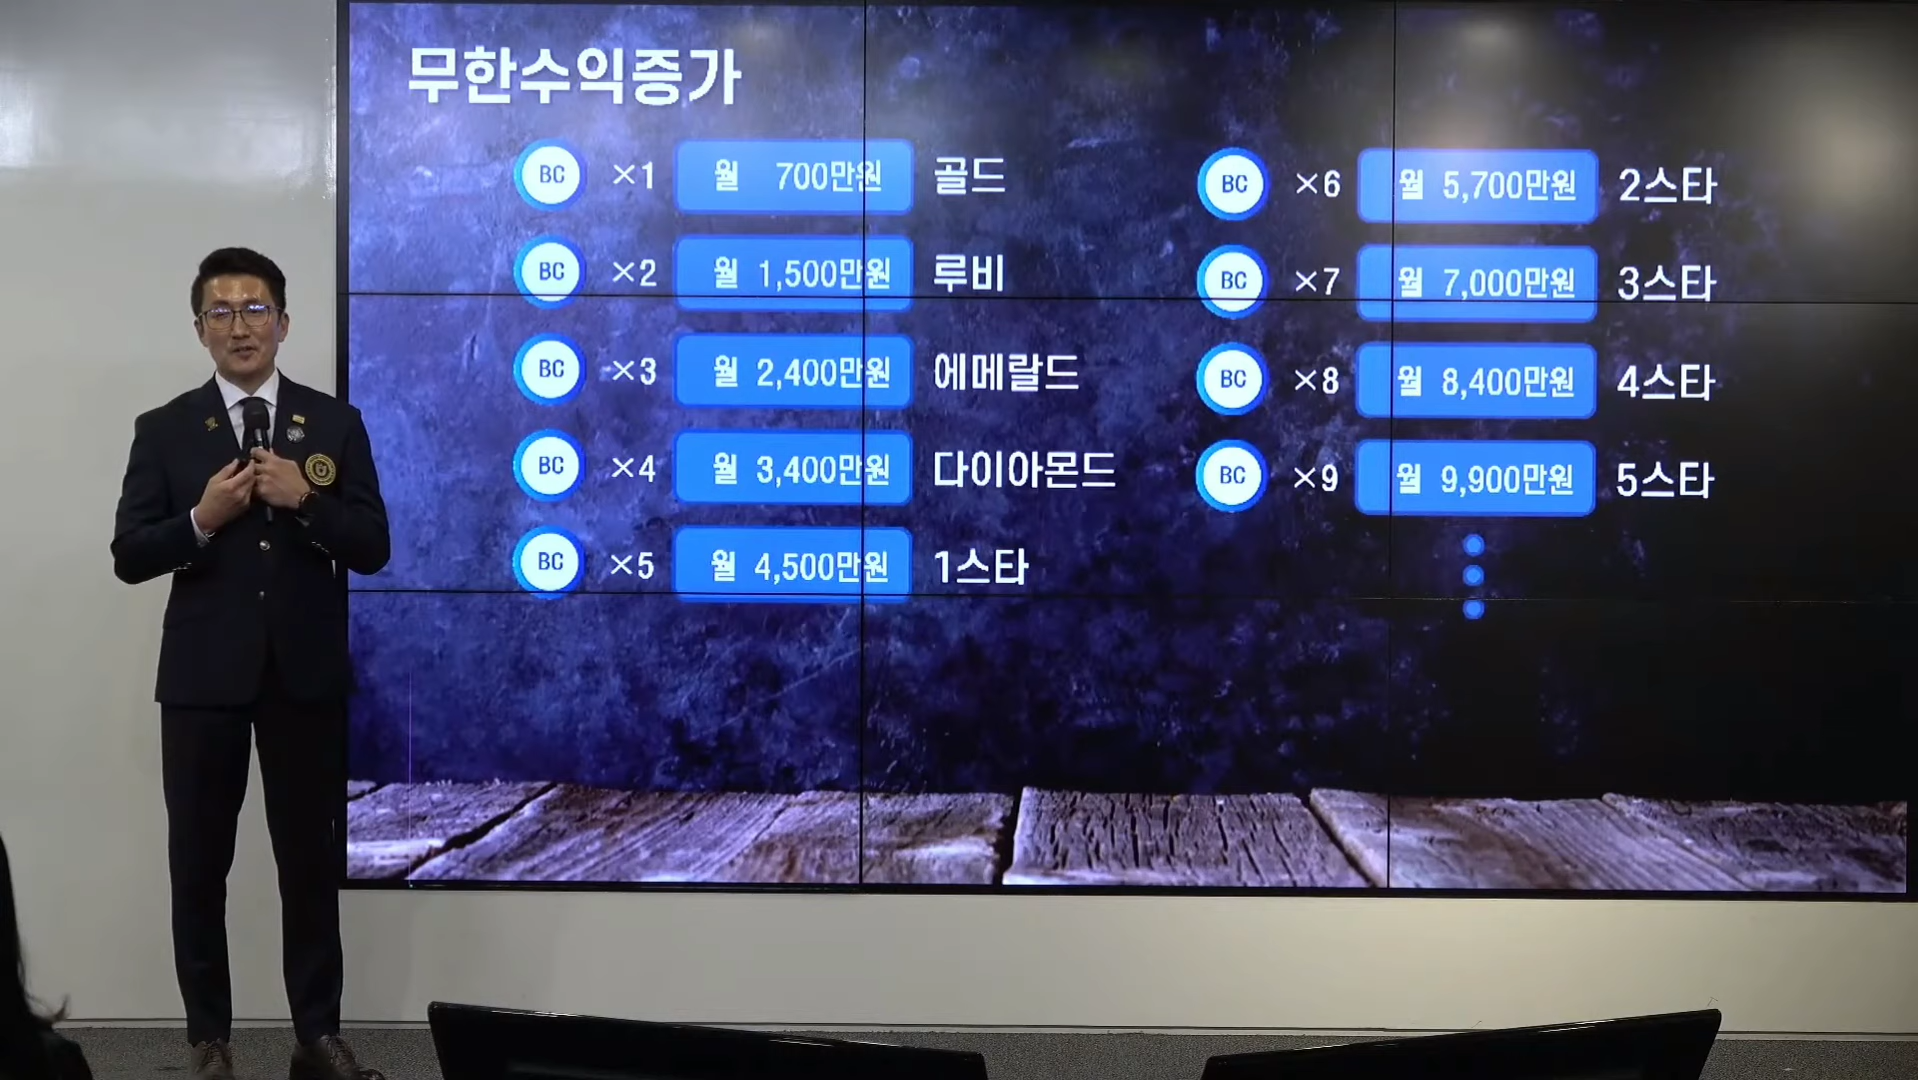 무한수익증가
BC ×1 월 700만원 골드
BC ×2 월 1,500만원 루비
BC ×3 월 2,400만원 에메랄드
BC ×4 월 3,400만원 다이아몬드
BC ×5 월 4,500만원 1스타
BC ×6 월 5,700만원 2스타
BC ×7 월 7,000만원 3스타
BC ×8 월 8,400만원 4스타
BC ×9 월 9,900만원 5스타